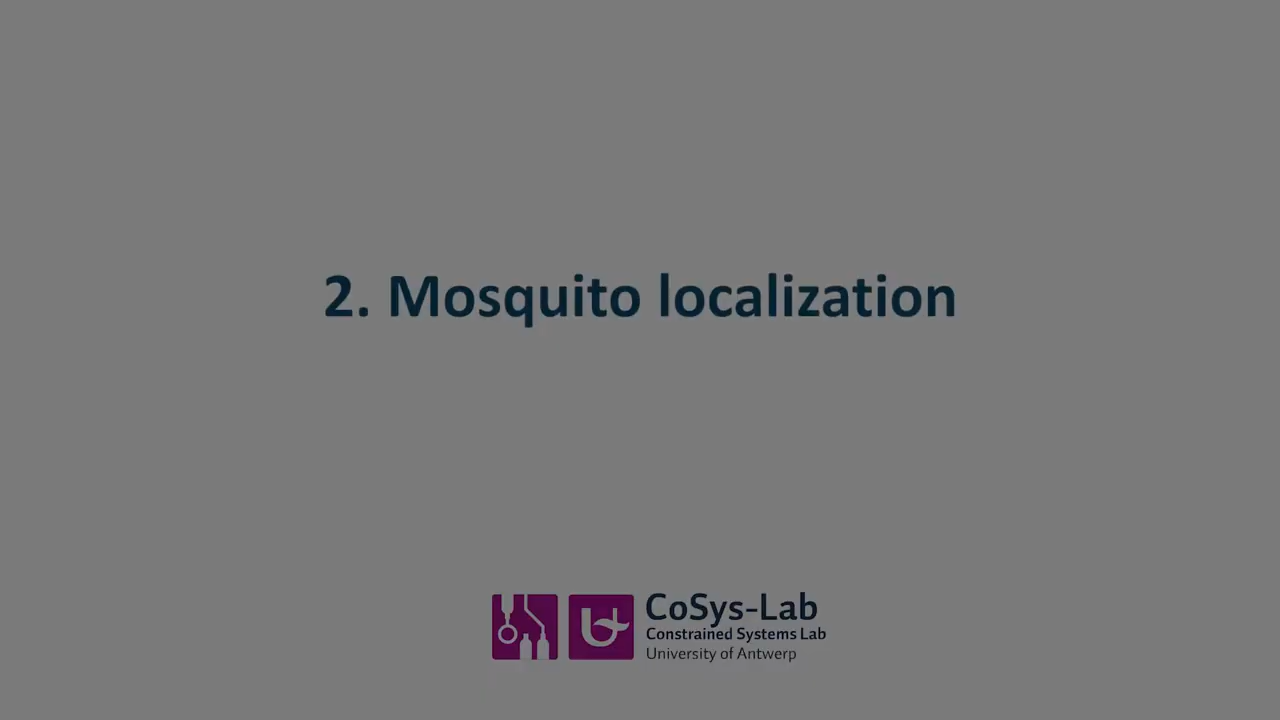 2. Mosquito localization
CoSys-Lab
Constrained Systems Lab
University of Antwerp